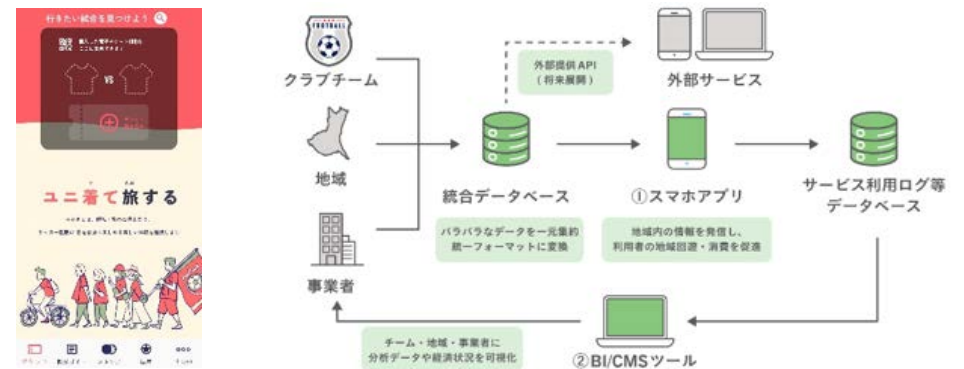 行きたい試合を見つけよう
VS
ユニ着て旅する
FOOTBALL
クラブチーム
地域
事業者
外部提供API
(将来展開)
外部サービス
統合データベース
バラバラなデータを一元集約
統一フォーマットに変換
①スマホアプリ
地域内の情報を発信し、
利用者の地域回遊・消費を促進
サービス利用ログ等
データベース
チーム・地域・事業者に
分析データや経済状況を可視化
②BI/CMSツール